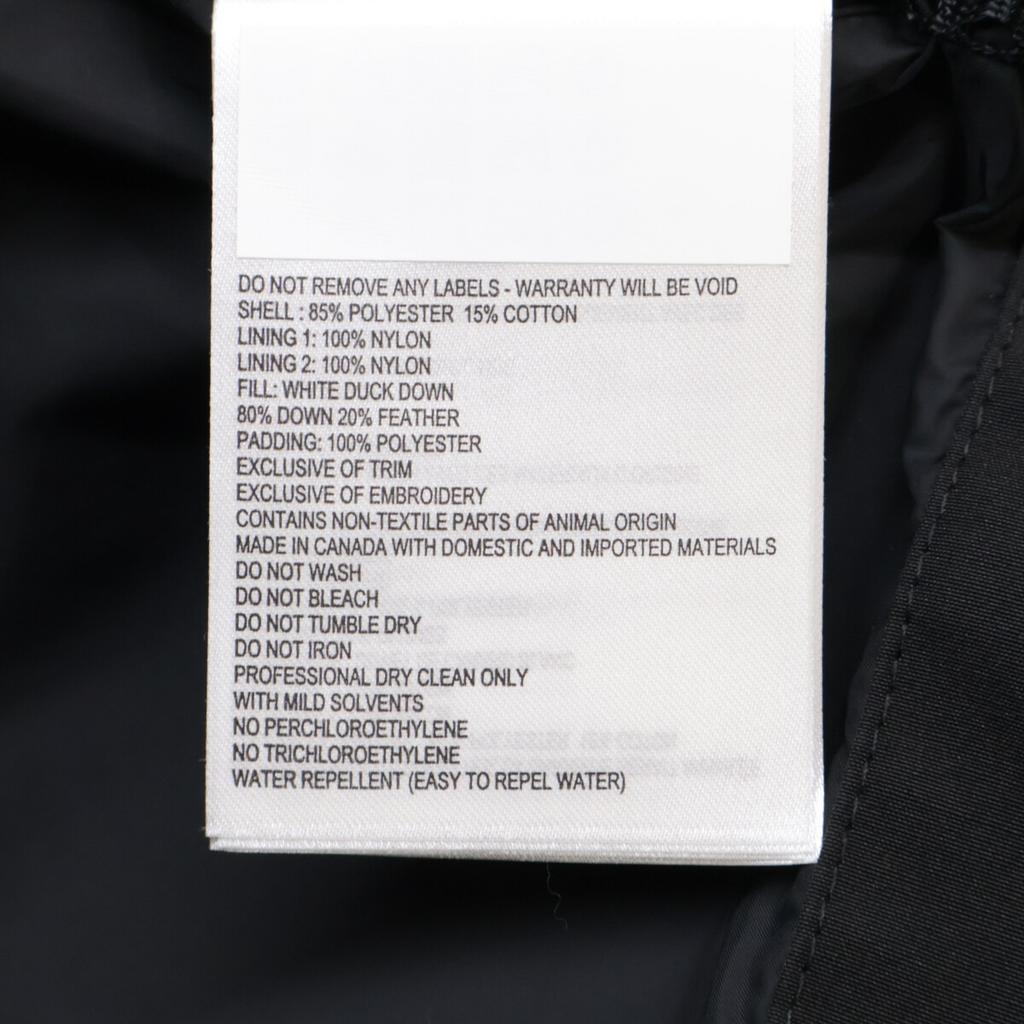 DO NOT REMOVE ANY LABELS - WARRANTY WILL BE VOID
SHELL : 85% POLYESTER 15% COTTON
LINING 1: 100% NYLON
LINING 2: 100% NYLON
FILL: WHITE DUCK DOWN
80% DOWN 20% FEATHER
PADDING: 100% POLYESTER
EXCLUSIVE OF TRIM
EXCLUSIVE OF EMBROIDERY
CONTAINS NON-TEXTILE PARTS OF ANIMAL ORIGIN
MADE IN CANADA WITH DOMESTIC AND IMPORTED MATERIALS
DO NOT WASH
DO NOT BLEACH
DO NOT TUMBLE DRY
DO NOT IRON
PROFESSIONAL DRY CLEAN ONLY
WITH MILD SOLVENTS
NO PERCHLOROETHYLENE
NO TRICHLOROETHYLENE
WATER REPELLENT (EASY TO REPEL WATER)